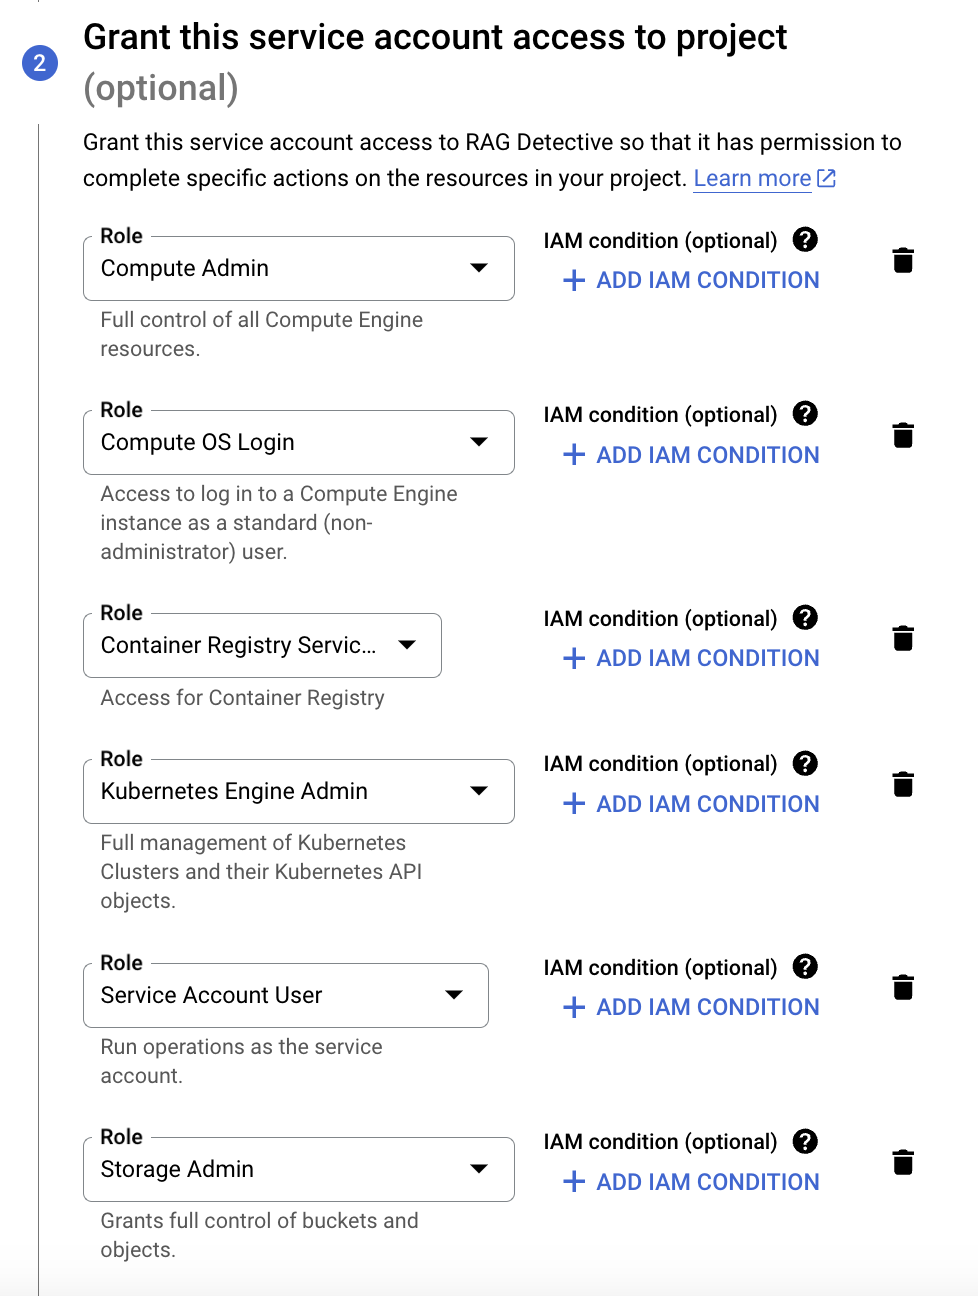 2
Grant this service account access to project
(optional)
Grant this service account access to RAG Detective so that it has permission to
complete specific actions on the resources in your project. Learn more
Role
Compute Admin
IAM condition (optional) ?
+ ADD IAM CONDITION
Full control of all Compute Engine
resources.
Role
Compute OS Login
IAM condition (optional) ?
+ ADD IAM CONDITION
Access to log in to a Compute Engine
instance as a standard (non-
administrator) user.
Role
Container Registry Servic...
IAM condition (optional) ?
+ ADD IAM CONDITION
Access for Container Registry
Role
Kubernetes Engine Admin
IAM condition (optional) ?
+ ADD IAM CONDITION
Full management of Kubernetes
Clusters and their Kubernetes API
objects.
Role
Service Account User
IAM condition (optional) ?
+ ADD IAM CONDITION
Run operations as the service
account.
Role
Storage Admin
IAM condition (optional) ?
+ ADD IAM CONDITION
Grants full control of buckets and
objects.